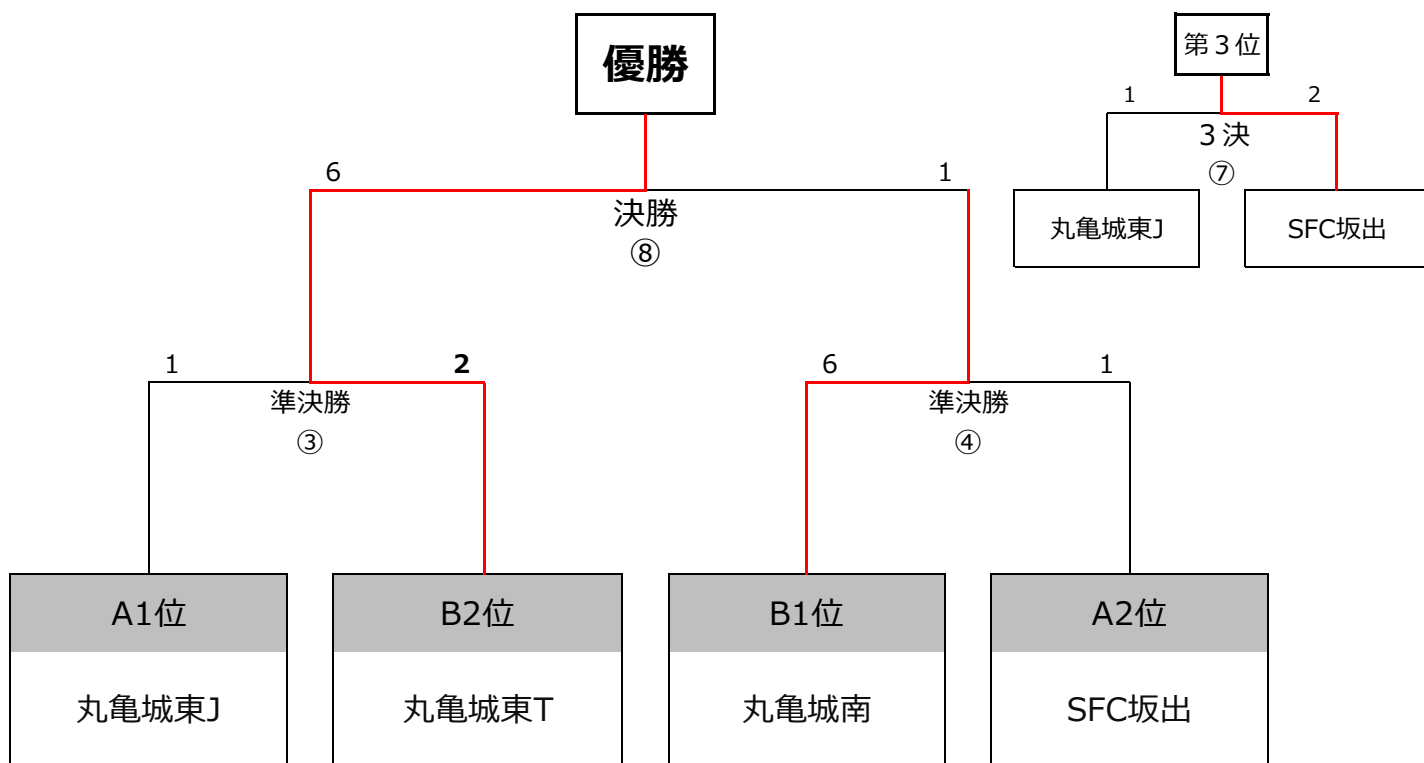 優勝
第３位
1
2
３決
⑦
丸亀城東J
SFC坂出
6
1
決勝
⑧
1
2
準決勝
③
6
1
準決勝
④
A1位
B2位
B1位
A2位
丸亀城東J
丸亀城東T
丸亀城南
SFC坂出